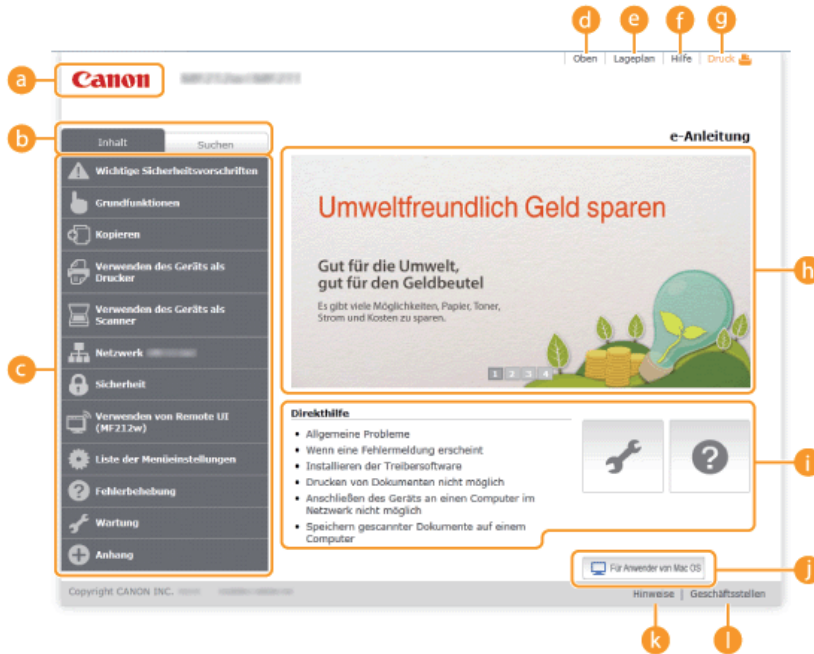 d e f g
Oben | Lageplan | Hilfe | Druck
a
Canon
b
Inhalt Suchen
e-Anleitung
c
Wichtige Sicherheitsvorschriften
Grundfunktionen
Kopieren
Verwenden des Geräts als
Drucker
Verwenden des Geräts als
Scanner
Netzwerk
Sicherheit
Verwenden von Remote UI
(MF212w)
Liste der Menüeinstellungen
Fehlerbehebung
Wartung
Anhang
h
Umweltfreundlich Geld sparen
Gut für die Umwelt,
gut für den Geldbeutel
Es gibt viele Möglichkeiten, Papier, Toner,
Strom und Kosten zu sparen.
1 2 3 4
Direkthilfe
• Allgemeine Probleme
• Wenn eine Fehlermeldung erscheint
• Installieren der Treibersoftware
• Drucken von Dokumenten nicht möglich
• Anschließen des Geräts an einen Computer im
Netzwerk nicht möglich
• Speichern gescannter Dokumente auf einem
Computer
i
Für Anwender von Mac OS
j
Copyright CANON INC.
Hinweise | Geschäftsstellen
k l